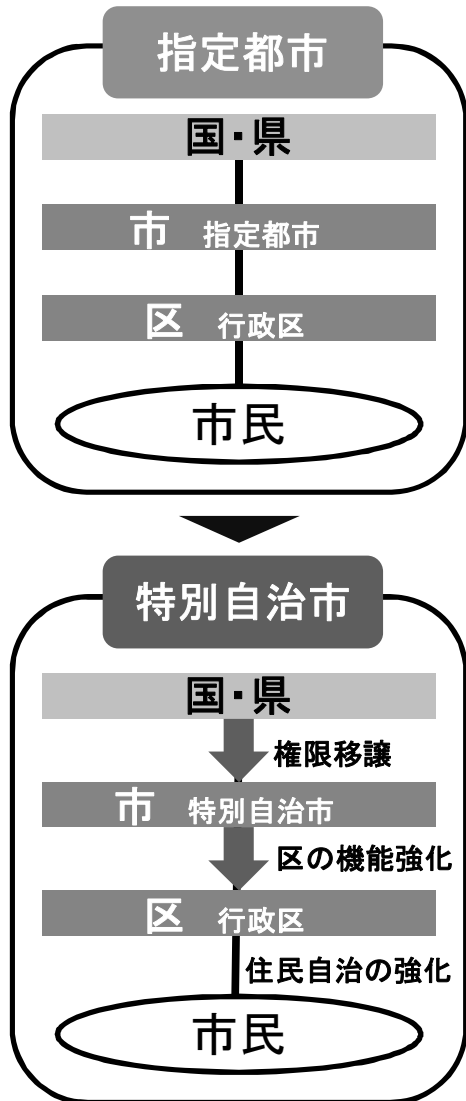 指定都市
国・県
市 指定都市
区 行政区
市民
特別自治市
国・県
権限移譲
市 特別自治市
区の機能強化
区 行政区
住民自治の強化
市民